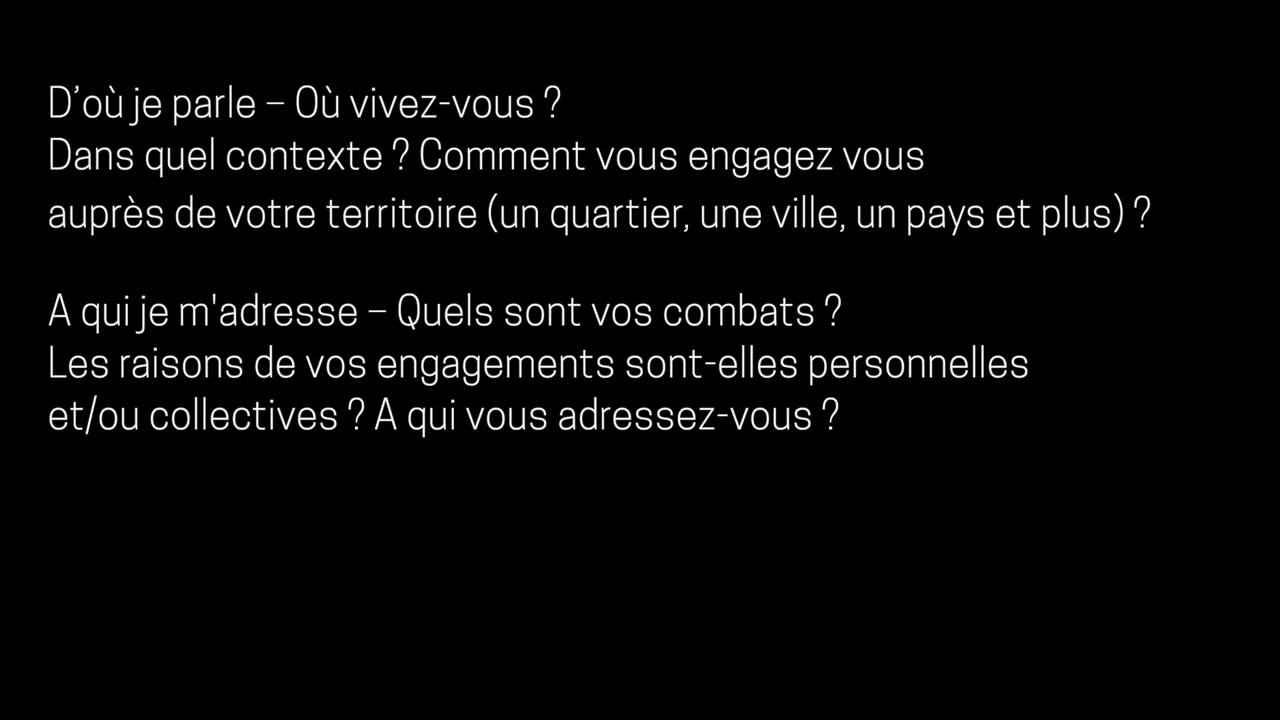 D’où je parle – Où vivez-vous ?
Dans quel contexte ? Comment vous engagez vous
auprès de votre territoire (un quartier, une ville, un pays et plus) ?
A qui je m'adresse – Quels sont vos combats ?
Les raisons de vos engagements sont-elles personnelles
et/ou collectives ? A qui vous adressez-vous ?